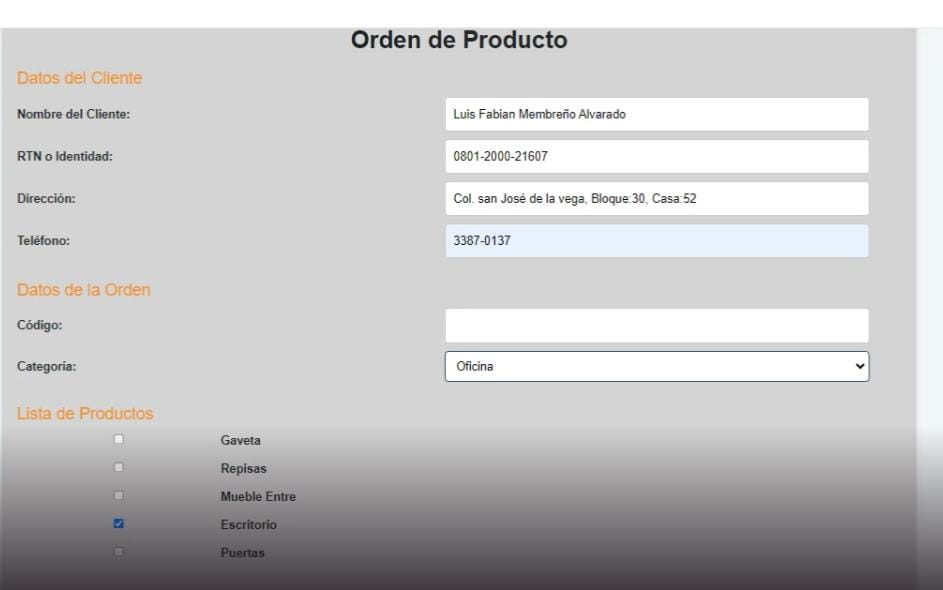 Orden de Producto
Datos del Cliente
Nombre del Cliente: Luis Fabian Membreño Alvarado
RTN o Identidad: 0801-2000-21607
Dirección: Col. san José de la vega, Bloque:30, Casa:52
Teléfono: 3387-0137
Datos de la Orden
Código:
Categoría: Oficina
Lista de Productos
Gaveta
Repisas
Mueble Entre
Escritorio
Puertas